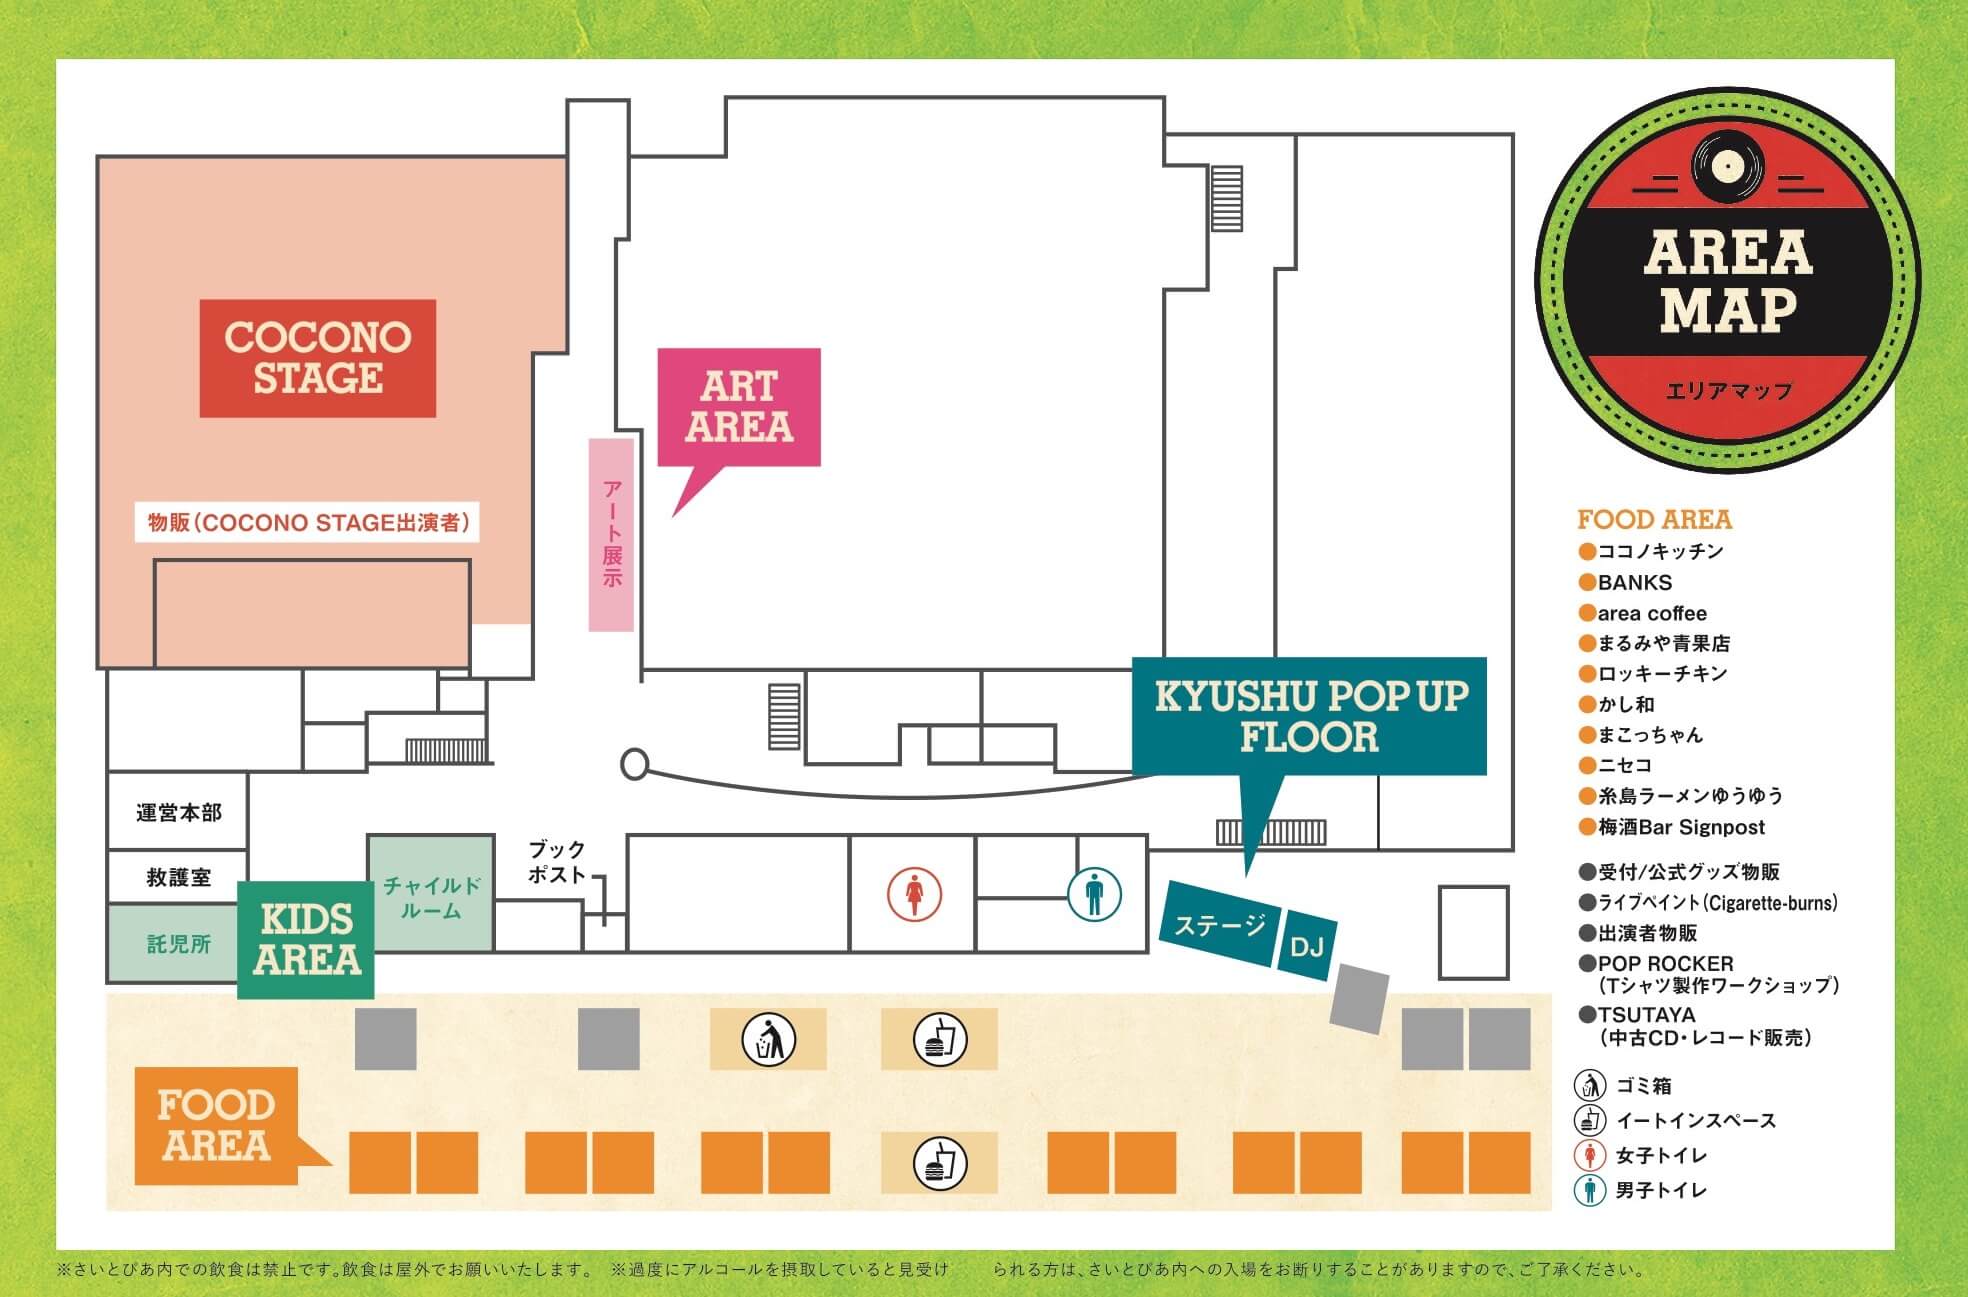 AREA
MAP
エリアマップ
COCONO
STAGE
物販(COCONO STAGE出演者)
ART
AREA
アート展示
KYUSHU POP UP
FLOOR
ステージ
DJ
運営本部
救護室
託児所
KIDS
AREA
チャイルド
ルーム
ブック
ポスト
FOOD
AREA
FOOD AREA
●ココノキッチン
●BANKS
●area coffee
●まるみや青果店
●ロッキーチキン
●かし和
●まこっちゃん
●ニセコ
●糸島ラーメンゆうゆう
●梅酒Bar Signpost
●受付/公式グッズ物販
●ライブペイント(Cigarette-burns)
●出演者物販
●POP ROCKER
(Tシャツ製作ワークショップ)
●TSUTAYA
(中古CD・レコード販売)
ゴミ箱
イートインスペース
女子トイレ
男子トイレ
※さいとぴあ内での飲食は禁止です。飲食は屋外でお願いいたします。 ※過度にアルコールを摂取していると見受け られる方は、さいとぴあ内への入場をお断りすることがありますので、ご了承ください。